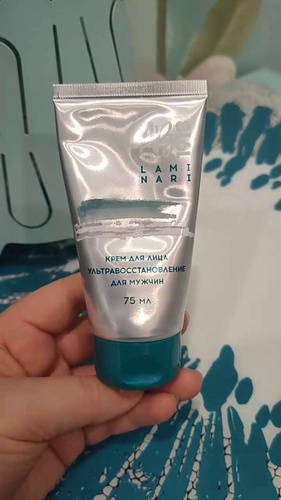 LAMI
NARI
КРЕМ ДЛЯ ЛИЦА
УЛЬТРАВОССТАНОВЛЕНИЕ
ДЛЯ МУЖЧИН
75 МЛ